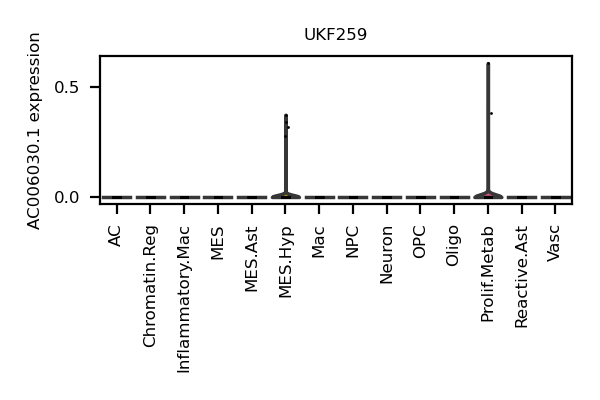 UKF259
AC006030.1 expression
0.5
0.0
AC
Chromatin.Reg
Inflammatory.Mac
MES
MES.Ast
MES.Hyp
Mac
NPC
Neuron
OPC
Oligo
Prolif.Metab
Reactive.Ast
Vasc